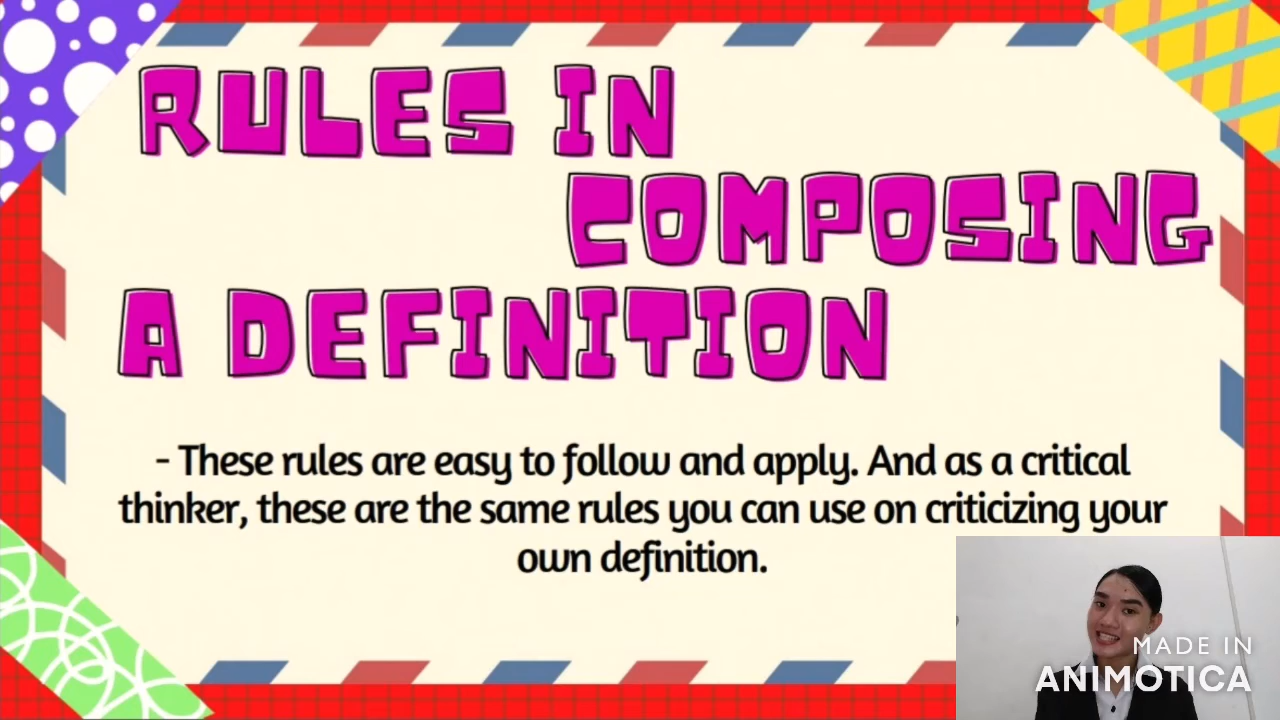 RULES IN
COMPOSING
A DEFINITION
- These rules are easy to follow and apply. And as a critical
thinker, these are the same rules you can use on criticizing your
own definition.
MADE IN
ANIMOTICA